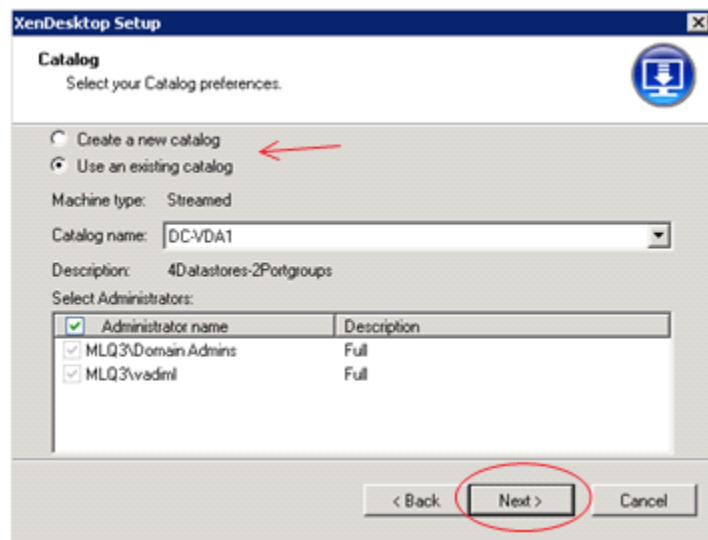 XenDesktop Setup
Catalog
Select your Catalog preferences.
Create a new catalog
Use an existing catalog
Machine type: Streamed
Catalog name: DC-VDA1
Description: 4Datastores-2Portgroups
Select Administrators:
Administrator name Description
MLQ3\Domain Admins Full
MLQ3\vadiml Full
< Back Next > Cancel